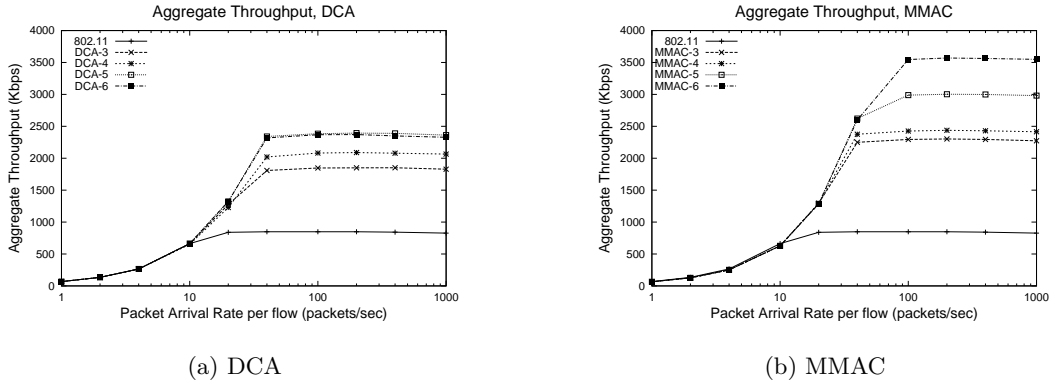 Aggregate Throughput, DCA
4000
3500
3000
2500
2000
1500
1000
500
0
Aggregate Throughput (Kbps)
802.11
DCA-3
DCA-4
DCA-5
DCA-6
1 10 100 1000
Packet Arrival Rate per flow (packets/sec)
(a) DCA
Aggregate Throughput, MMAC
4000
3500
3000
2500
2000
1500
1000
500
0
Aggregate Throughput (Kbps)
802.11
MMAC-3
MMAC-4
MMAC-5
MMAC-6
1 10 100 1000
Packet Arrival Rate per flow (packets/sec)
(b) MMAC